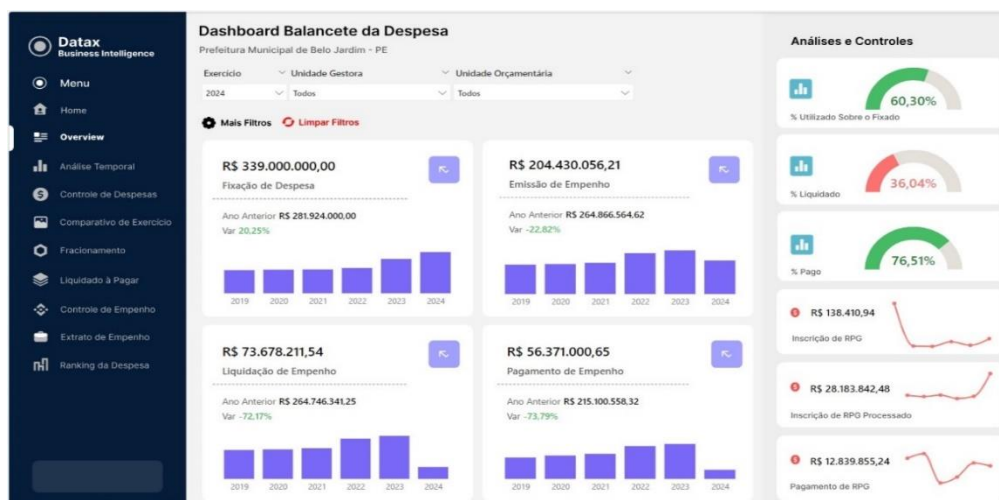 Datax
Business Intelligence
Menu
Home
Overview
Análise Temporal
Controle de Despesas
Comparativo de Exercício
Fracionamento
Liquidado à Pagar
Controle de Empenho
Extrato de Empenho
Ranking da Despesa
Dashboard Balancete da Despesa
Prefeitura Municipal de Belo Jardim - PE
Exercício Unidade Gestora Unidade Orçamentária
2024 Todos Todos
Mais Filtros Limpar Filtros
R$ 339.000.000,00
Fixação de Despesa
Ano Anterior R$ 281.924.000,00
Var 20,25%
2019 2020 2021 2022 2023 2024
R$ 204.430.056,21
Emissão de Empenho
Ano Anterior R$ 264.866.564,62
Var -22,82%
2019 2020 2021 2022 2023 2024
R$ 73.678.211,54
Liquidação de Empenho
Ano Anterior R$ 264.746.341,25
Var -72,17%
2019 2020 2021 2022 2023 2024
R$ 56.371.000,65
Pagamento de Empenho
Ano Anterior R$ 215.100.558,32
Var -73,79%
2019 2020 2021 2022 2023 2024
Análises e Controles
60,30%
% Utilizado Sobre o Fixado
36,04%
% Liquidado
76,51%
% Pago
R$ 138.410,94
Inscrição de RPG
R$ 28.183.842,48
Inscrição de RPG Processado
R$ 12.839.855,24
Pagamento de RPG